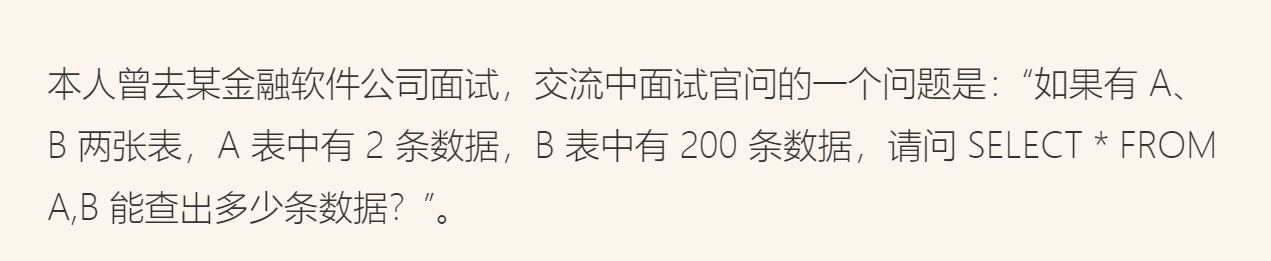 本人曾去某金融软件公司面试，交流中面试官问的一个问题是：“如果有 A、
B 两张表，A 表中有 2 条数据，B 表中有 200 条数据，请问 SELECT * FROM
A,B 能查出多少条数据？”。